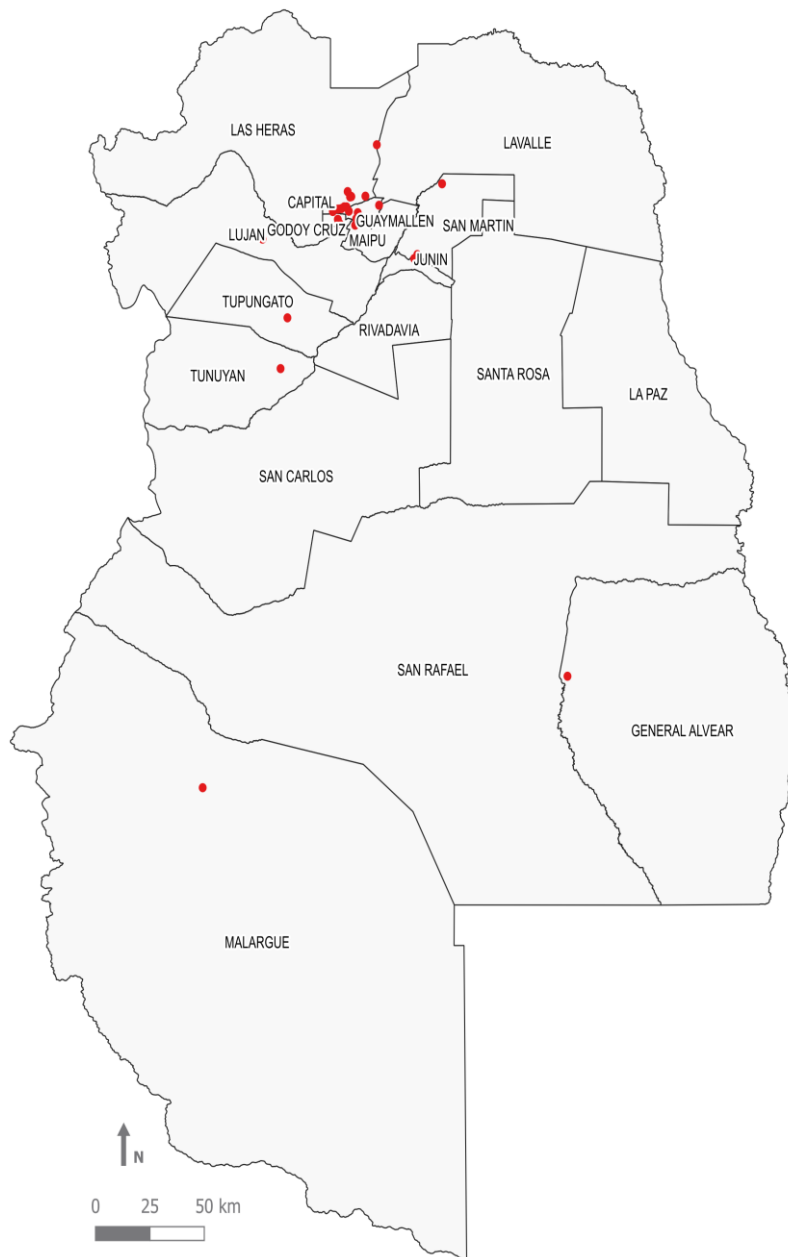 LAS HERAS
LAVALLE
CAPITAL
GUAYMALLEN
SAN MARTIN
GODOY CRUZ
LUJAN
MAIPU
JUNIN
TUPUNGATO
RIVADAVIA
TUNUYAN
SANTA ROSA
LA PAZ
SAN CARLOS
SAN RAFAEL
GENERAL ALVEAR
MALARGUE
N
0 25 50 km